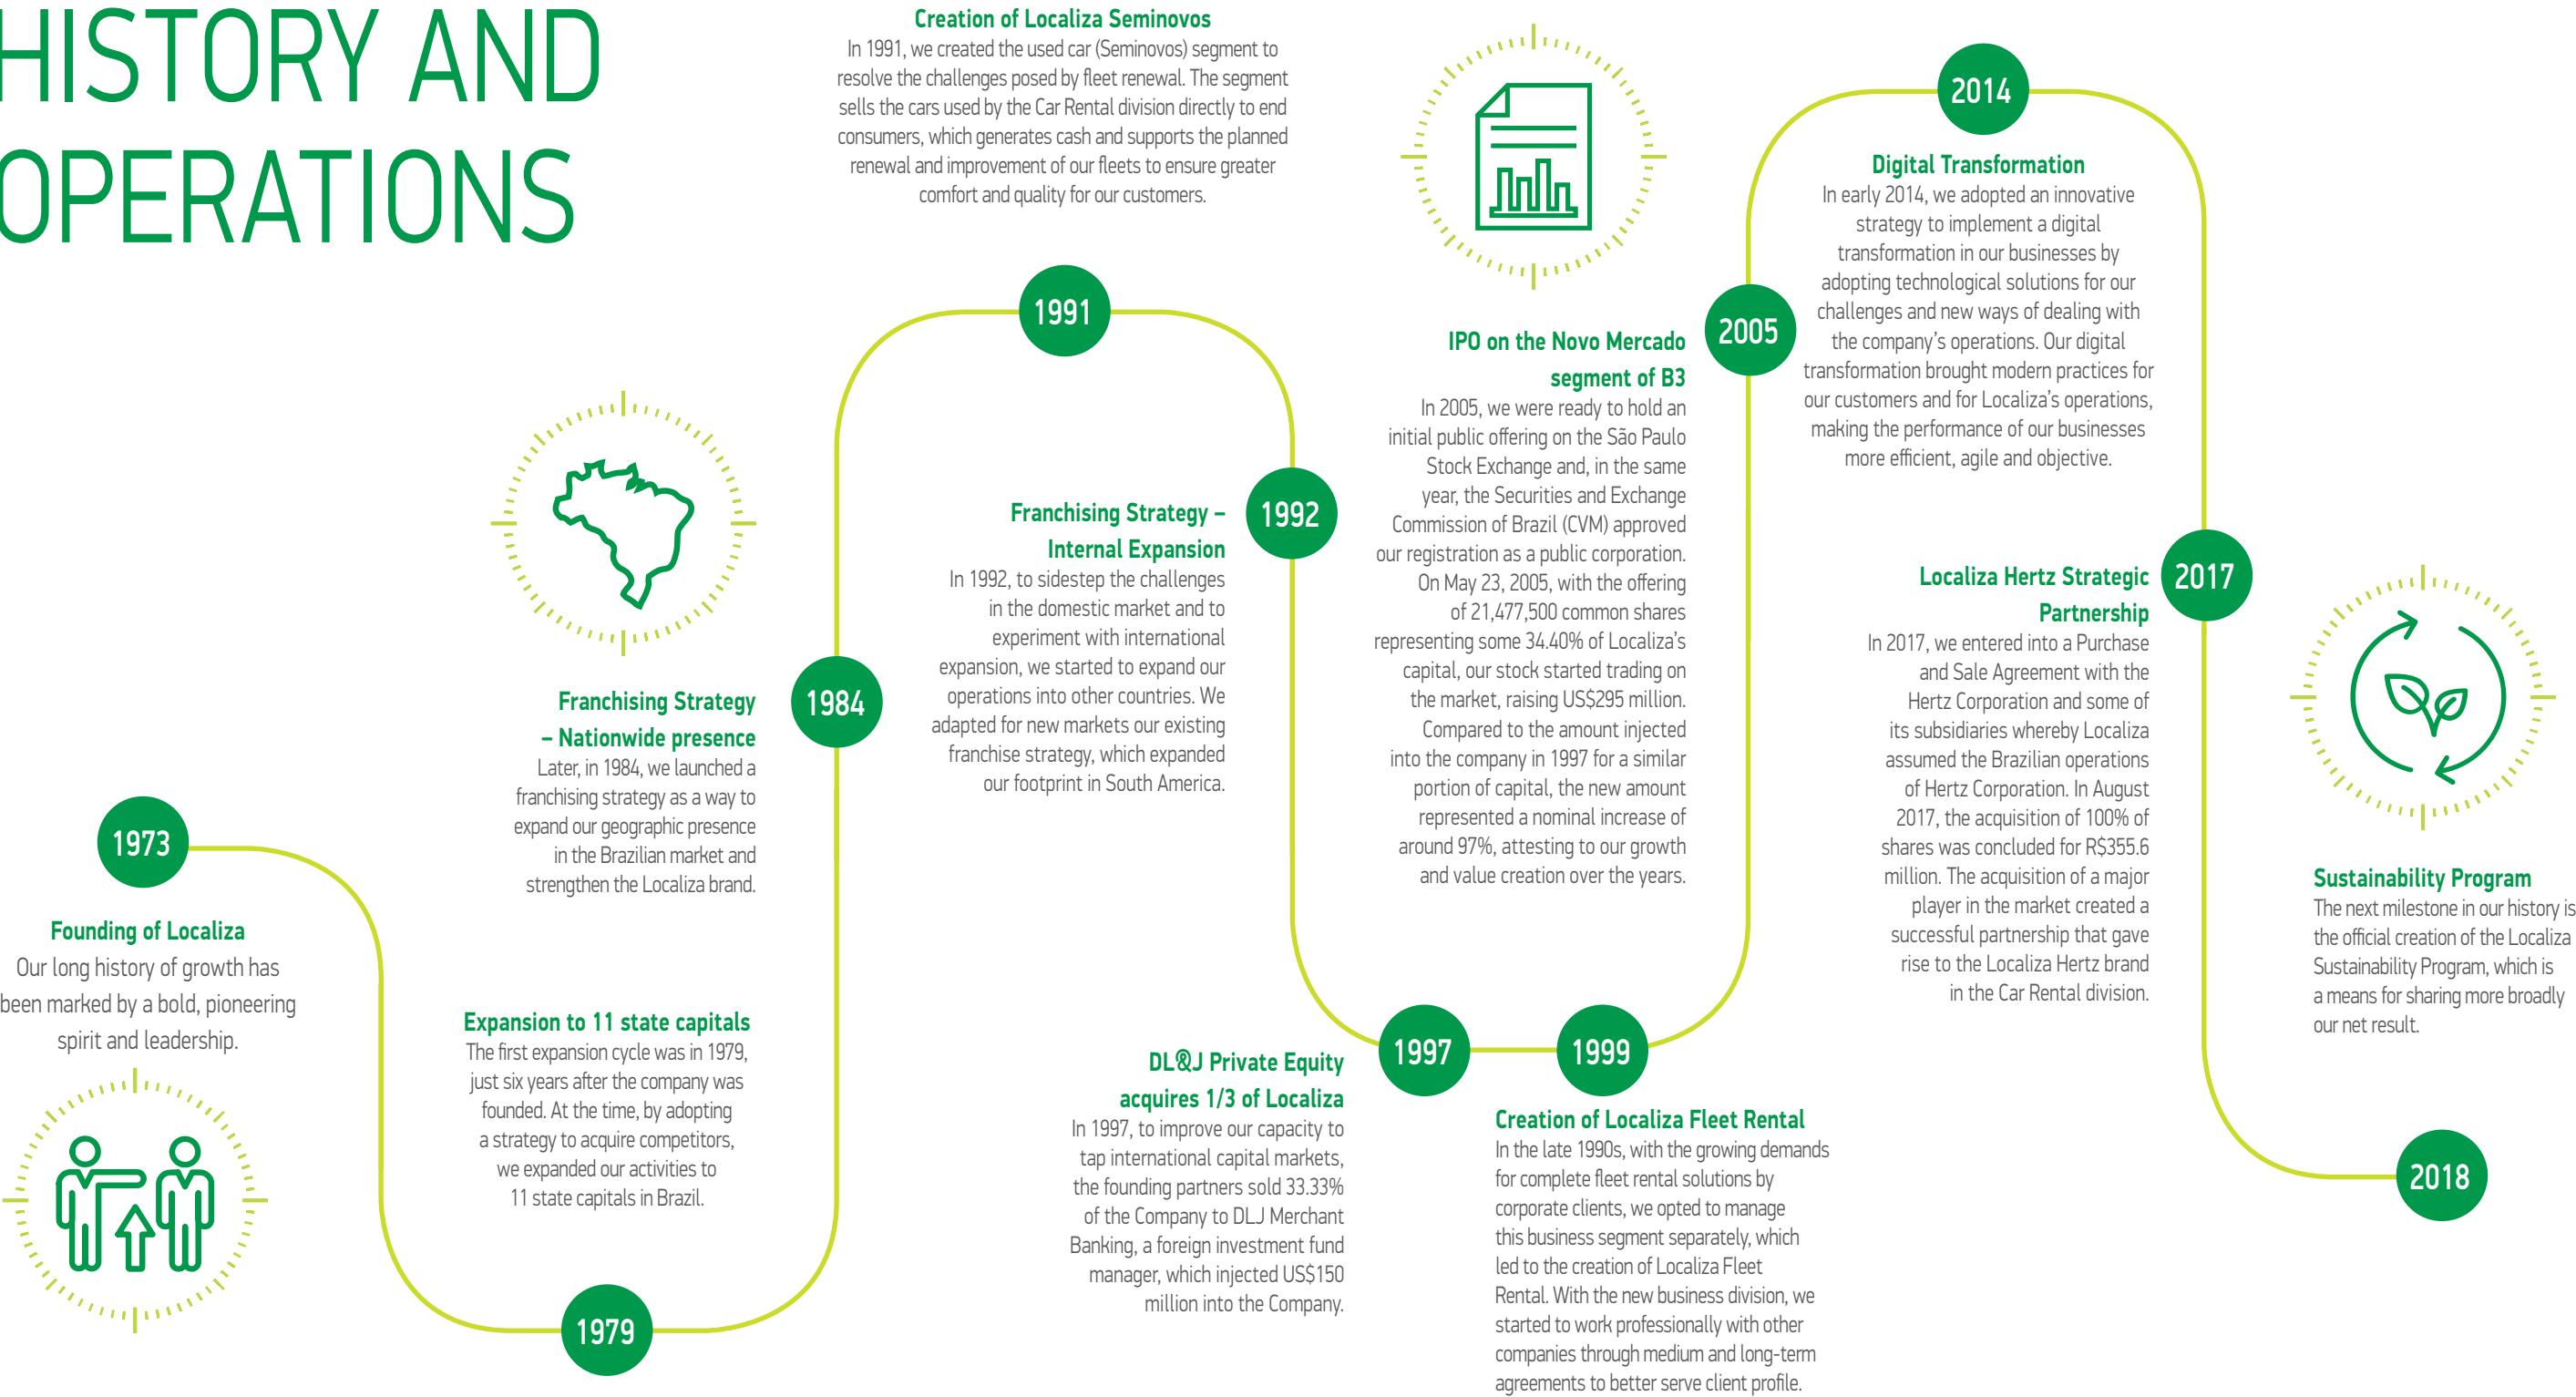 HISTORY AND
OPERATIONS
1973
Founding of Localiza
Our long history of growth has
been marked by a bold, pioneering
spirit and leadership.
Expansion to 11 state capitals
The first expansion cycle was in 1979,
just six years after the company was
founded. At the time, by adopting
a strategy to acquire competitors,
we expanded our activities to
11 state capitals in Brazil.
1979
Franchising Strategy
– Nationwide presence
Later, in 1984, we launched a
franchising strategy as a way to
expand our geographic presence
in the Brazilian market and
strengthen the Localiza brand.
1984
Creation of Localiza Seminovos
In 1991, we created the used car (Seminovos) segment to
resolve the challenges posed by fleet renewal. The segment
sells the cars used by the Car Rental division directly to end
consumers, which generates cash and supports the planned
renewal and improvement of our fleets to ensure greater
comfort and quality for our customers.
1991
Franchising Strategy –
Internal Expansion
In 1992, to sidestep the challenges
in the domestic market and to
experiment with international
expansion, we started to expand our
operations into other countries. We
adapted for new markets our existing
franchise strategy, which expanded
our footprint in South America.
1992
DL&J Private Equity
acquires 1/3 of Localiza
In 1997, to improve our capacity to
tap international capital markets,
the founding partners sold 33.33%
of the Company to DLJ Merchant
Banking, a foreign investment fund
manager, which injected US$150
million into the Company.
1997
1999
Creation of Localiza Fleet Rental
In the late 1990s, with the growing demands
for complete fleet rental solutions by
corporate clients, we opted to manage
this business segment separately, which
led to the creation of Localiza Fleet
Rental. With the new business division, we
started to work professionally with other
companies through medium and long-term
agreements to better serve client profile.
IPO on the Novo Mercado
segment of B3
In 2005, we were ready to hold an
initial public offering on the São Paulo
Stock Exchange and, in the same
year, the Securities and Exchange
Commission of Brazil (CVM) approved
our registration as a public corporation.
On May 23, 2005, with the offering
of 21,477,500 common shares
representing some 34.40% of Localiza's
capital, our stock started trading on
the market, raising US$295 million.
Compared to the amount injected
into the company in 1997 for a similar
portion of capital, the new amount
represented a nominal increase of
around 97%, attesting to our growth
and value creation over the years.
2005
2014
Digital Transformation
In early 2014, we adopted an innovative
strategy to implement a digital
transformation in our businesses by
adopting technological solutions for our
challenges and new ways of dealing with
the company's operations. Our digital
transformation brought modern practices for
our customers and for Localiza's operations,
making the performance of our businesses
more efficient, agile and objective.
Localiza Hertz Strategic
Partnership
In 2017, we entered into a Purchase
and Sale Agreement with the
Hertz Corporation and some of
its subsidiaries whereby Localiza
assumed the Brazilian operations
of Hertz Corporation. In August
2017, the acquisition of 100% of
shares was concluded for R$355.6
million. The acquisition of a major
player in the market created a
successful partnership that gave
rise to the Localiza Hertz brand
in the Car Rental division.
2017
Sustainability Program
The next milestone in our history is
the official creation of the Localiza
Sustainability Program, which is
a means for sharing more broadly
our net result.
2018